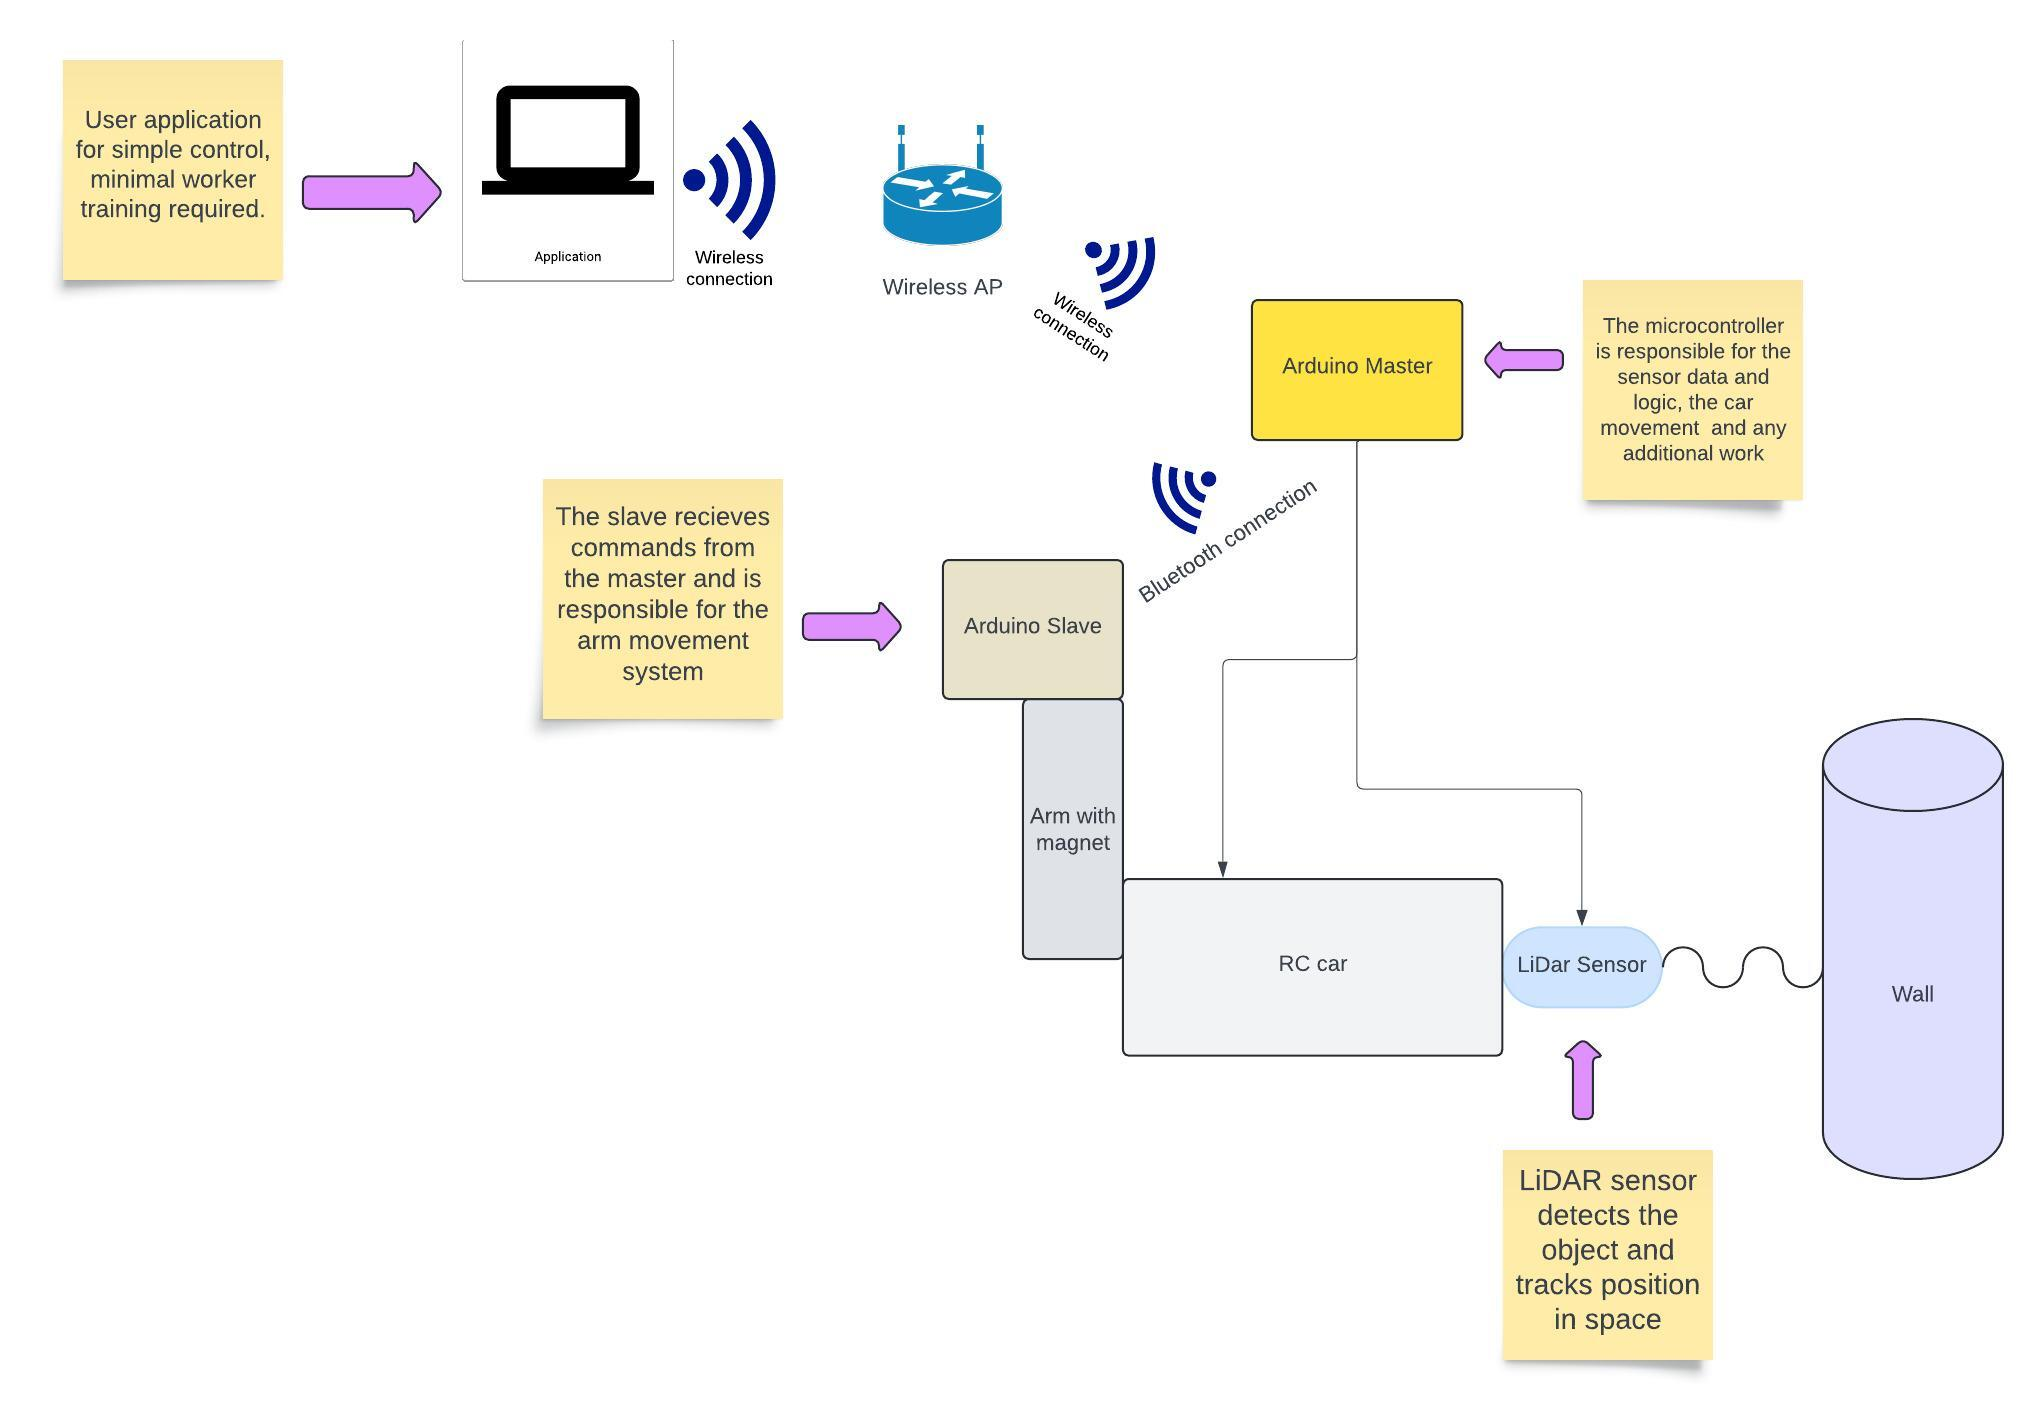 User application
for simple control,
minimal worker
training required.
Application
Wireless
connection
Wireless AP
Wireless
connection
Arduino Master
The microcontroller
is responsible for the
sensor data and
logic, the car
movement  and any
additional work
The slave recieves
commands from
the master and is
responsible for the
arm movement
system
Bluetooth connection
Arduino Slave
Arm with
magnet
RC car
LiDar Sensor
Wall
LiDAR sensor
detects the
object and
tracks position
in space